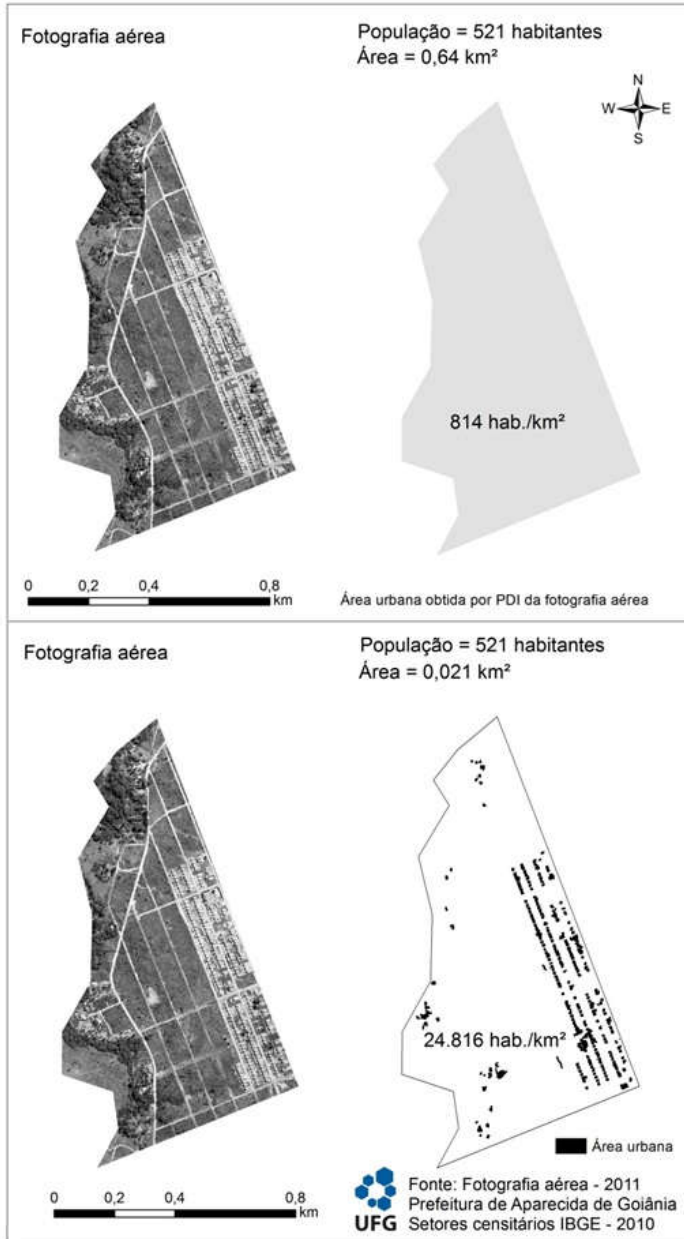 Fotografia aérea
População = 521 habitantes
Área = 0,64 km²
N
W E
S
814 hab./km²
0 0,2 0,4 0,8
km
Área urbana obtida por PDI da fotografia aérea
Fotografia aérea
População = 521 habitantes
Área = 0,021 km²
24.816 hab./km²
Área urbana
0 0,2 0,4 0,8
km
UFG
Fonte: Fotografia aérea - 2011
Prefeitura de Aparecida de Goiânia
Setores censitários IBGE - 2010